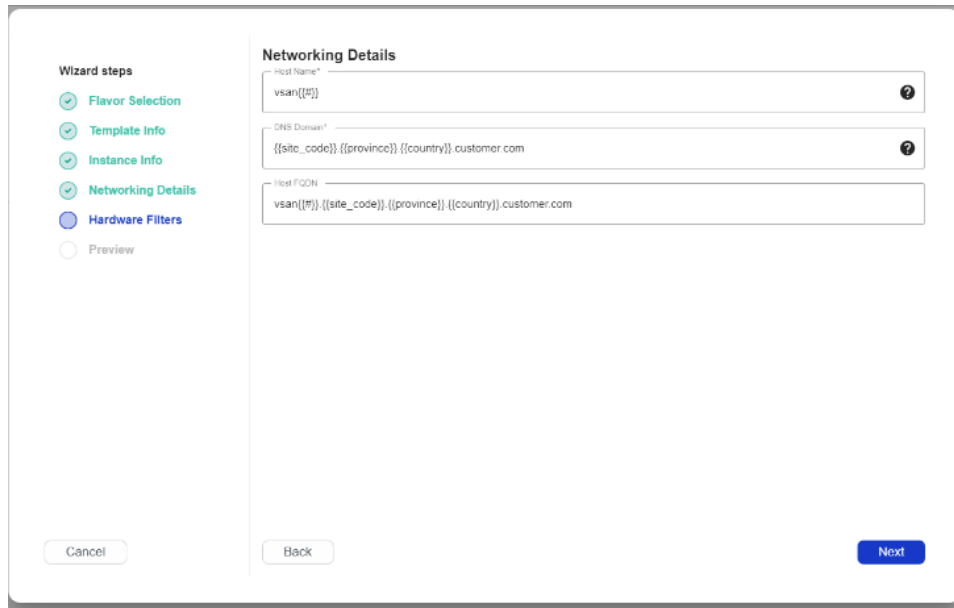 Wizard steps
Flavor Selection
Template Info
Instance Info
Networking Details
Hardware Filters
Preview
Cancel
Networking Details
Host Name*
vsan{{#}}
DNS Domain*
{{site_code}}.{{province}}.{{country}}.customer.com
Host FQDN
vsan{{#}}.{{site_code}}.{{province}}.{{country}}.customer.com
Back
Next